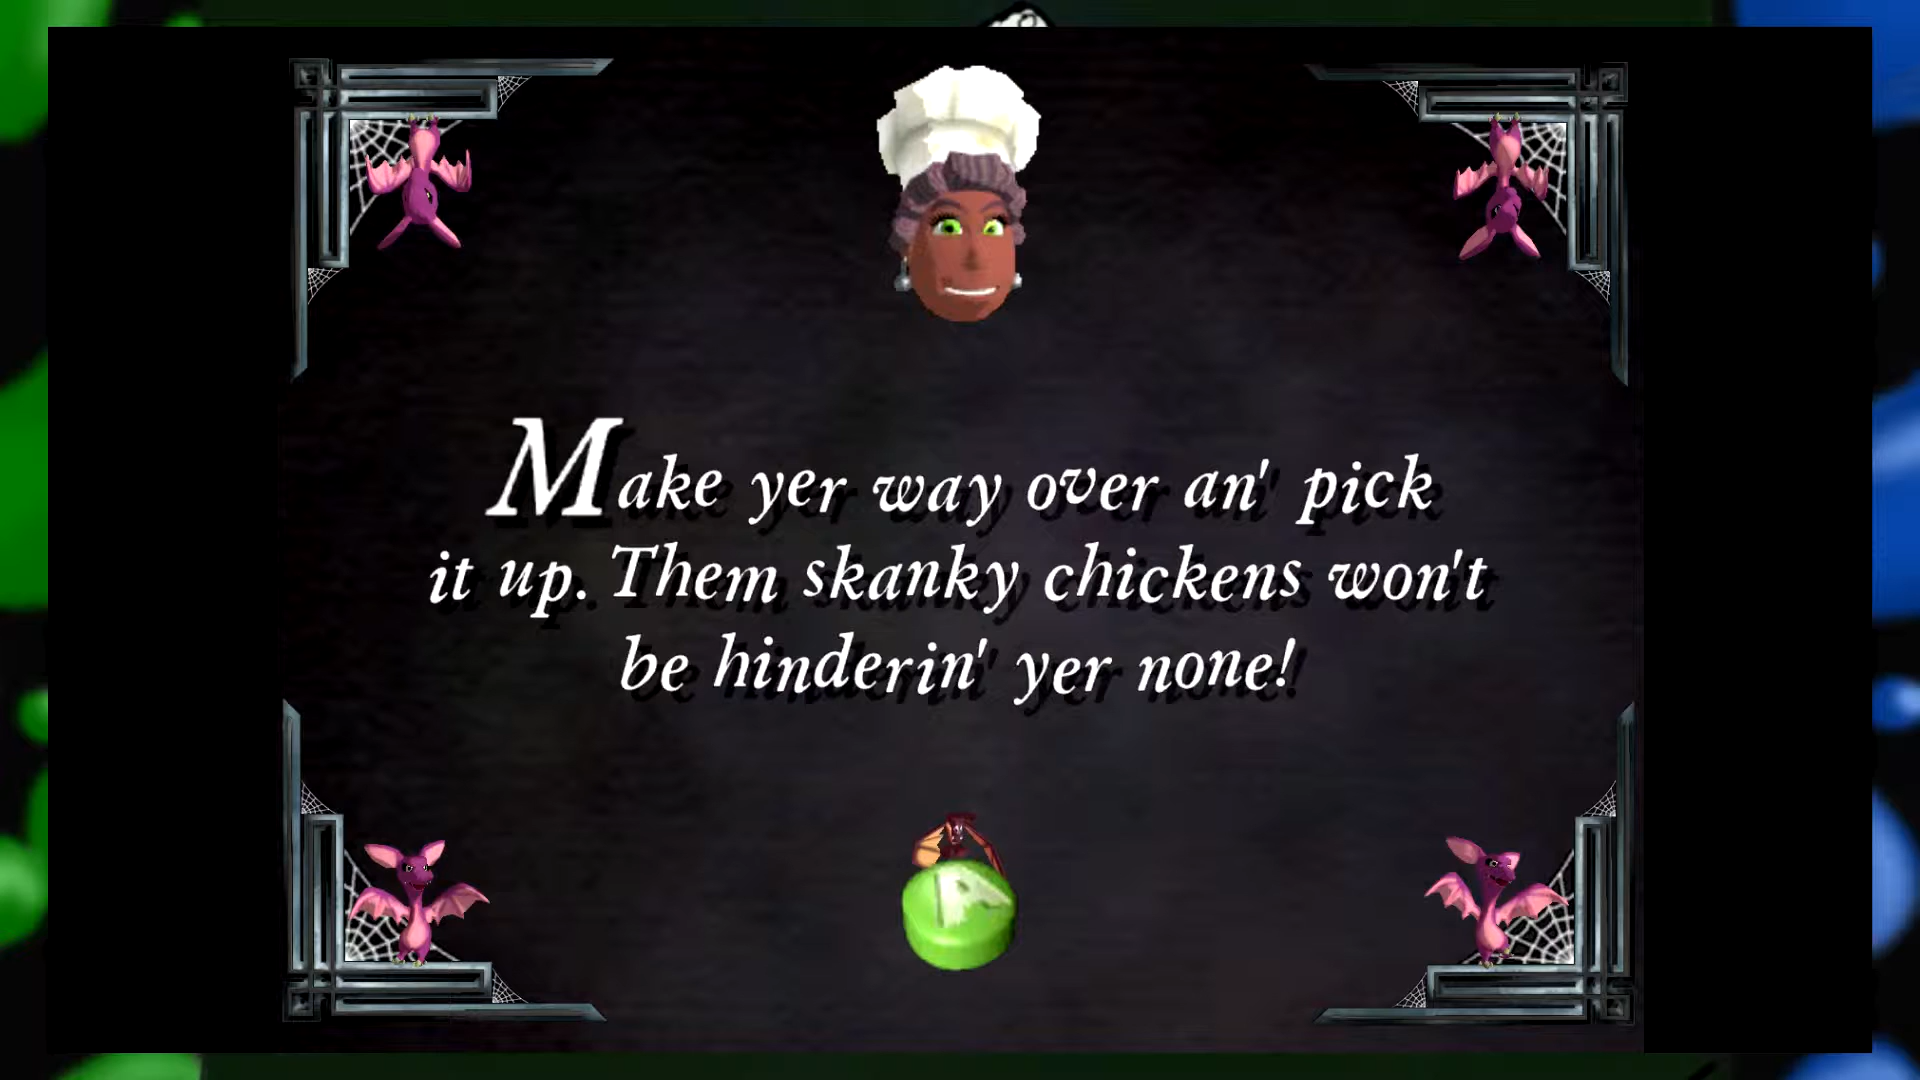 Make yer way over an' pick
it up. Them skanky chickens won't
be hinderin' yer none!
A